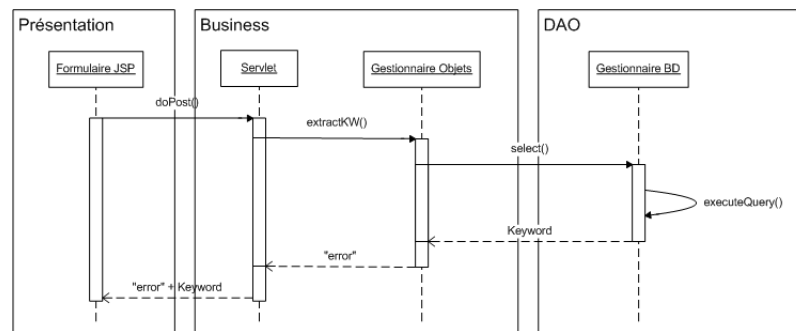 Présentation
Business
DAO
Formulaire JSP
Servlet
Gestionnaire Objets
Gestionnaire BD
doPost()
extractKW()
select()
executeQuery()
Keyword
"error"
"error" + Keyword